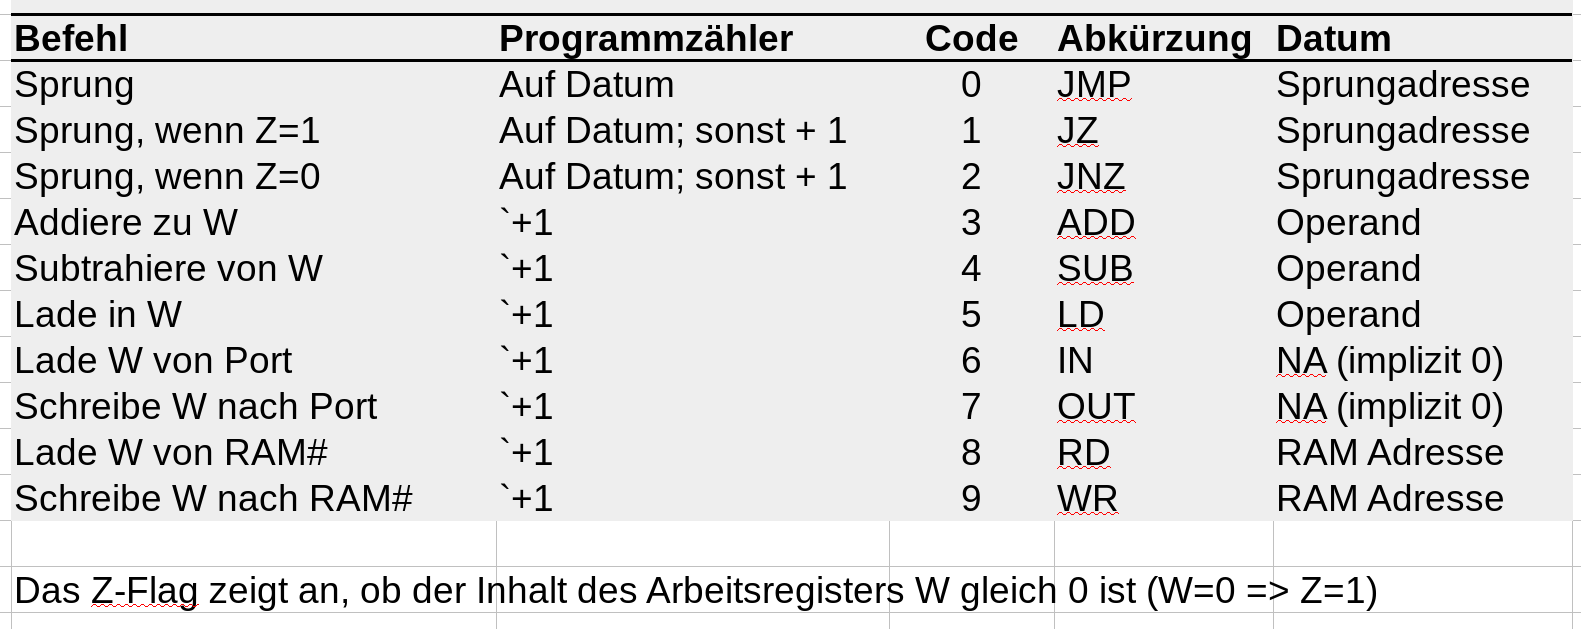 Befehl Programmzähler Code Abkürzung Datum
Sprung Auf Datum 0 JMP Sprungadresse
Sprung, wenn Z=1 Auf Datum; sonst + 1 1 JZ Sprungadresse
Sprung, wenn Z=0 Auf Datum; sonst + 1 2 JNZ Sprungadresse
Addiere zu W `+1 3 ADD Operand
Subtrahiere von W `+1 4 SUB Operand
Lade in W `+1 5 LD Operand
Lade W von Port `+1 6 IN NA (implizit 0)
Schreibe W nach Port `+1 7 OUT NA (implizit 0)
Lade W von RAM# `+1 8 RD RAM Adresse
Schreibe W nach RAM# `+1 9 WR RAM Adresse
Das Z-Flag zeigt an, ob der Inhalt des Arbeitsregisters W gleich 0 ist (W=0 => Z=1)